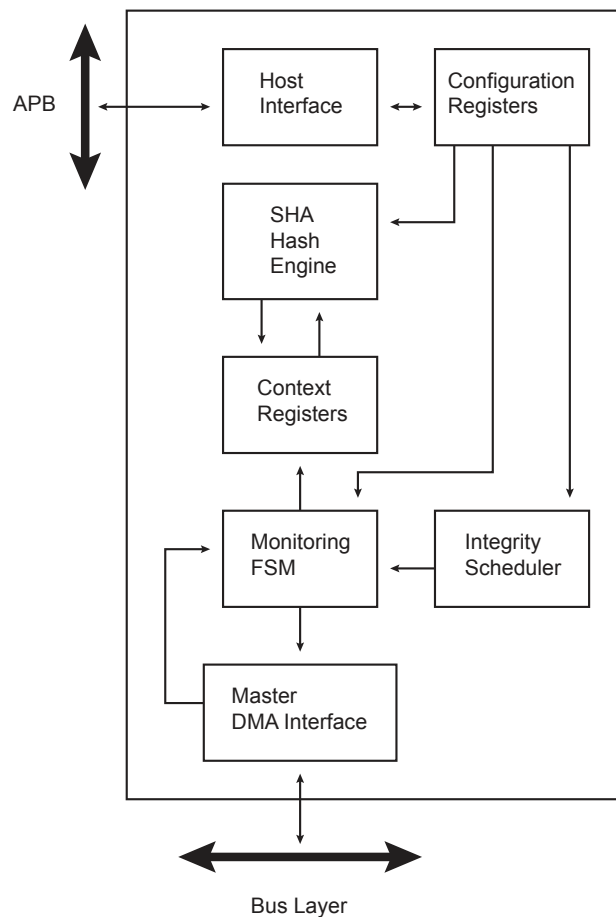 APB
Host
Interface
Configuration
Registers
SHA
Hash
Engine
Context
Registers
Monitoring
FSM
Integrity
Scheduler
Master
DMA Interface
Bus Layer